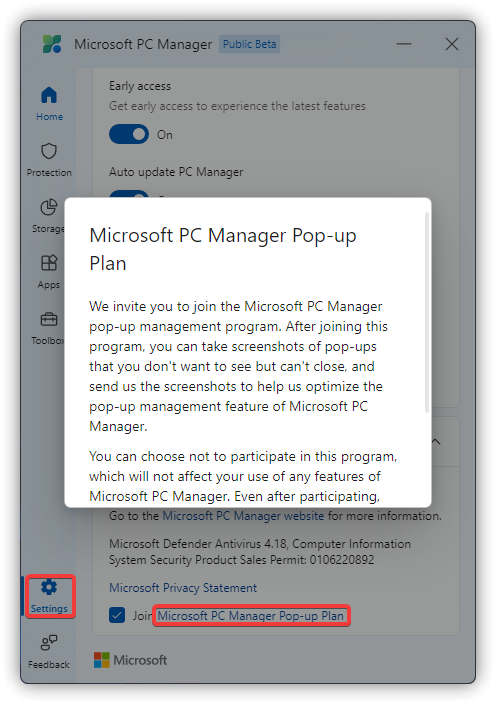 Microsoft PC Manager Public Beta
Home
Protection
Storage
Apps
Toolbox
Settings
Feedback
Early access
Get early access to experience the latest features
On
Auto update PC Manager
Microsoft PC Manager Pop-up
Plan
We invite you to join the Microsoft PC Manager
pop-up management program. After joining this
program, you can take screenshots of pop-ups
that you don't want to see but can't close, and
send us the screenshots to help us optimize the
pop-up management feature of Microsoft PC
Manager.
You can choose not to participate in this program,
which will not affect your use of any features of
Microsoft PC Manager. Even after participating,
Go to the Microsoft PC Manager website for more information.
Microsoft Defender Antivirus 4.18, Computer Information
System Security Product Sales Permit: 0106220892
Microsoft Privacy Statement
Join Microsoft PC Manager Pop-up Plan
Microsoft